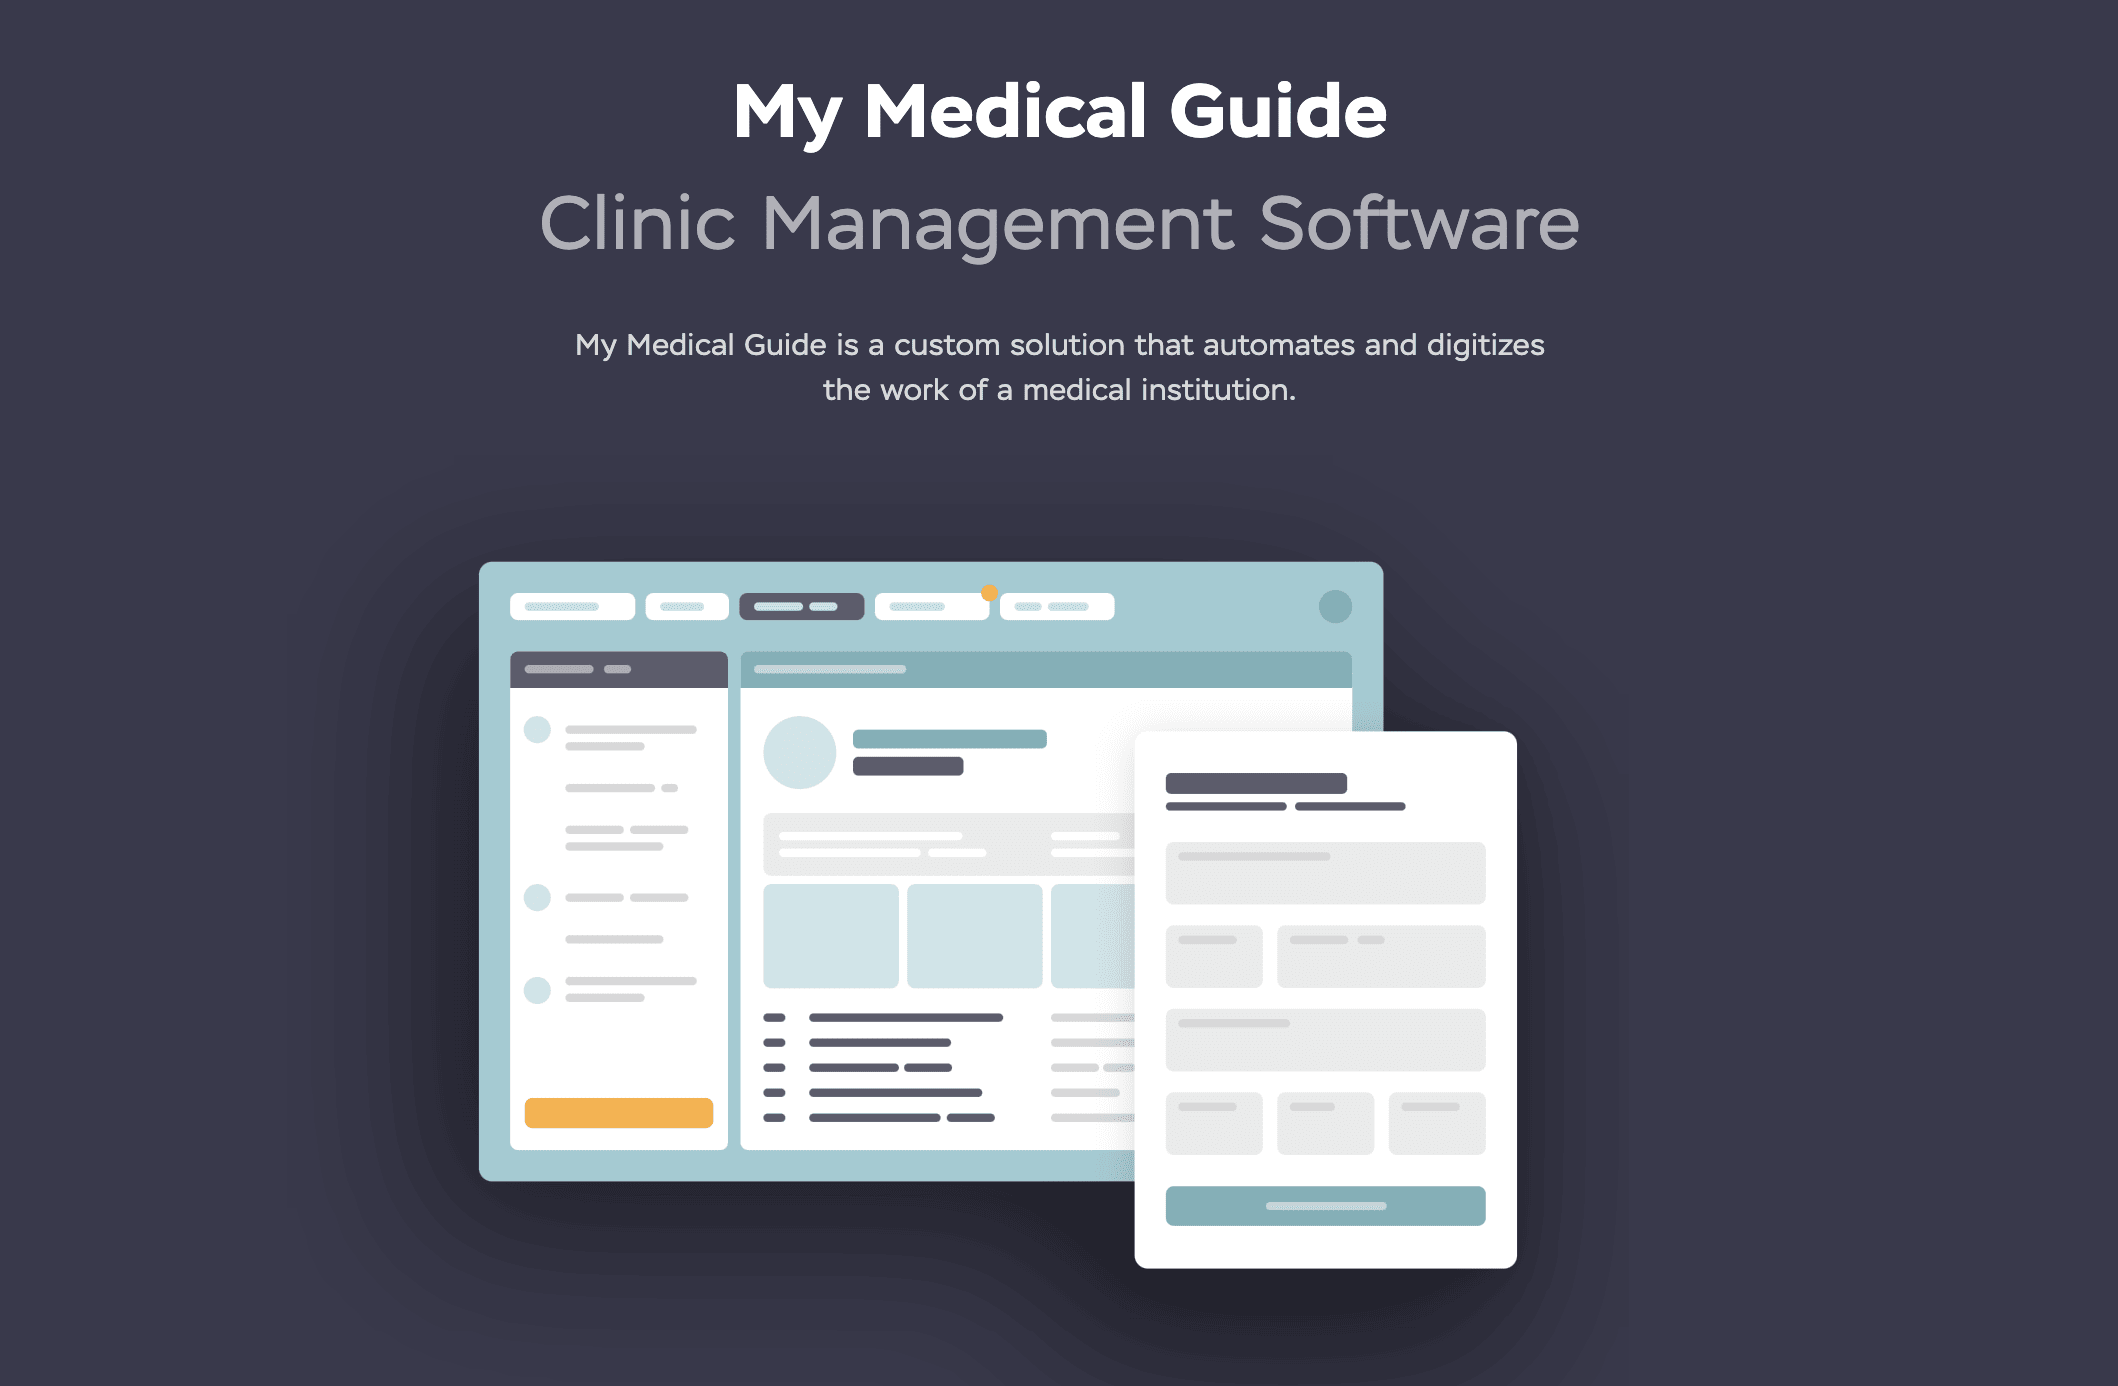 My Medical Guide
Clinic Management Software
My Medical Guide is a custom solution that automates and digitizes
the work of a medical institution.